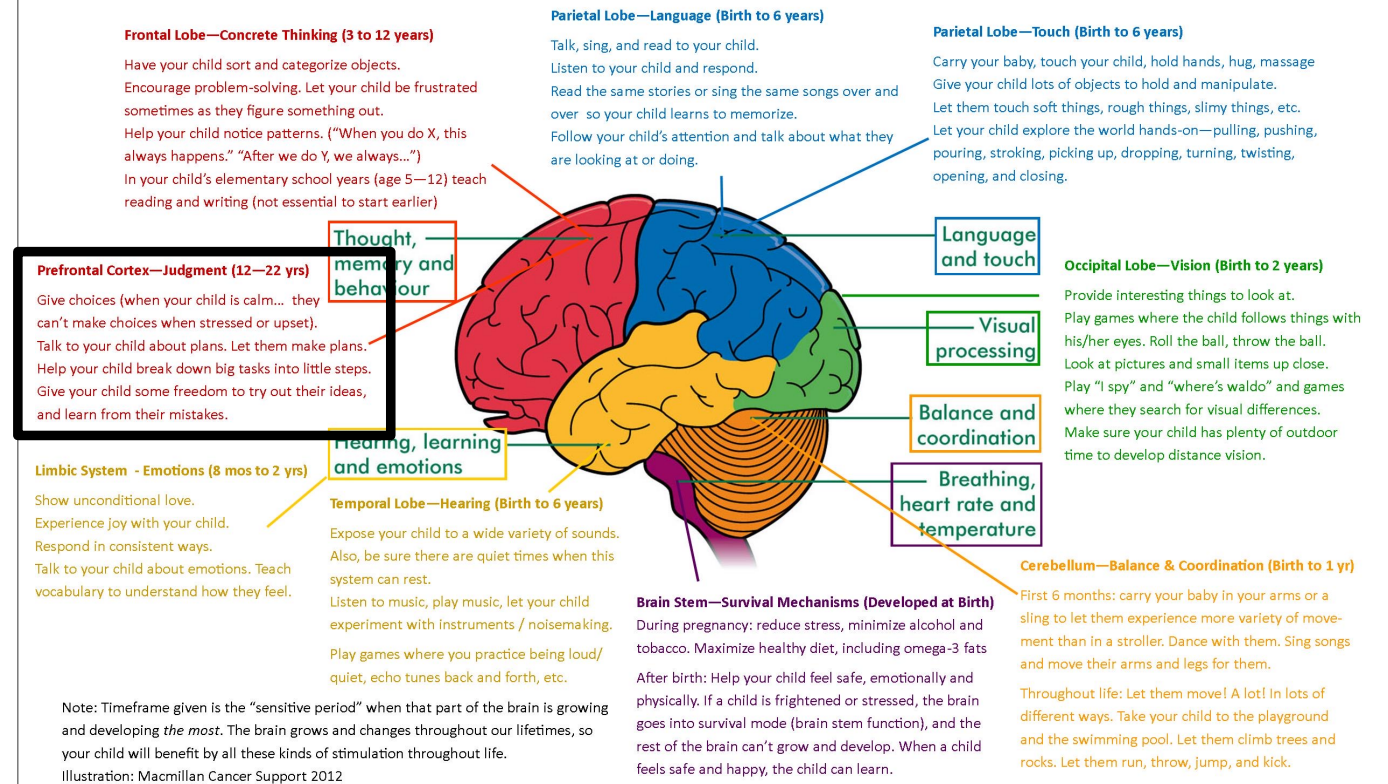 Frontal Lobe—Concrete Thinking (3 to 12 years)
Have your child sort and categorize objects.
Encourage problem-solving. Let your child be frustrated
sometimes as they figure something out.
Help your child notice patterns. (“When you do X, this
always happens.” “After we do Y, we always...”)
In your child’s elementary school years (age 5—12) teach
reading and writing (not essential to start earlier)
Parietal Lobe—Language (Birth to 6 years)
Talk, sing, and read to your child.
Listen to your child and respond.
Read the same stories or sing the same songs over and
over so your child learns to memorize.
Follow your child’s attention and talk about what they
are looking at or doing.
Parietal Lobe—Touch (Birth to 6 years)
Carry your baby, touch your child, hold hands, hug, massage
Give your child lots of objects to hold and manipulate.
Let them touch soft things, rough things, slimy things, etc.
Let your child explore the world hands-on—pulling, pushing,
pouring, stroking, picking up, dropping, turning, twisting,
opening, and closing.
Thought,
memory and
behaviour
Language
and touch
Prefrontal Cortex—Judgment (12—22 yrs)
Give choices (when your child is calm... they
can’t make choices when stressed or upset).
Talk to your child about plans. Let them make plans.
Help your child break down big tasks into little steps.
Give your child some freedom to try out their ideas,
and learn from their mistakes.
Occipital Lobe—Vision (Birth to 2 years)
Provide interesting things to look at.
Play games where the child follows things with
his/her eyes. Roll the ball, throw the ball.
Look at pictures and small items up close.
Play “I spy” and “where’s waldo” and games
where they search for visual differences.
Make sure your child has plenty of outdoor
time to develop distance vision.
Visual
processing
Balance and
coordination
Hearing, learning
and emotions
Breathing,
heart rate and
temperature
Limbic System - Emotions (8 mos to 2 yrs)
Show unconditional love.
Experience joy with your child.
Respond in consistent ways.
Talk to your child about emotions. Teach
vocabulary to understand how they feel.
Temporal Lobe—Hearing (Birth to 6 years)
Expose your child to a wide variety of sounds.
Also, be sure there are quiet times when this
system can rest.
Listen to music, play music, let your child
experiment with instruments / noisemaking.
Play games where you practice being loud/
quiet, echo tunes back and forth, etc.
Brain Stem—Survival Mechanisms (Developed at Birth)
During pregnancy: reduce stress, minimize alcohol and
tobacco. Maximize healthy diet, including omega-3 fats
After birth: Help your child feel safe, emotionally and
physically. If a child is frightened or stressed, the brain
goes into survival mode (brain stem function), and the
rest of the brain can’t grow and develop. When a child
feels safe and happy, the child can learn.
Cerebellum—Balance & Coordination (Birth to 1 yr)
First 6 months: carry your baby in your arms or a
sling to let them experience more variety of move-
ment than in a stroller. Dance with them. Sing songs
and move their arms and legs for them.
Throughout life: Let them move! A lot! In lots of
different ways. Take your child to the playground
and the swimming pool. Let them climb trees and
rocks. Let them run, throw, jump, and kick.
Note: Timeframe given is the “sensitive period” when that part of the brain is growing
and developing the most. The brain grows and changes throughout our lifetimes, so
your child will benefit by all these kinds of stimulation throughout life.
Illustration: Macmillan Cancer Support 2012